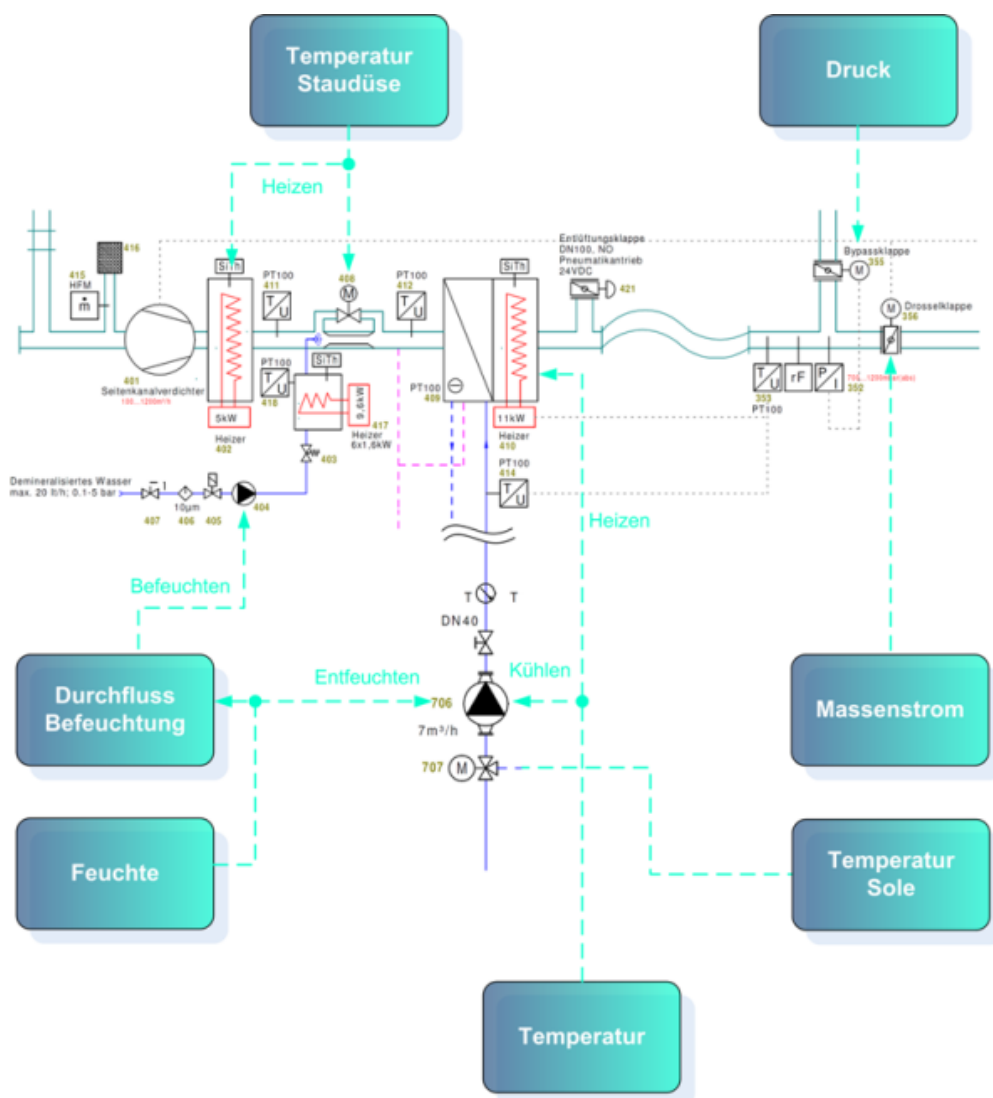 Temperatur
Staudüse
Druck
Heizen
416
415
HFM
ṁ
SiTh
PT100
411
T
U
408
M
PT100
412
T
U
SiTh
Entlüftungsklappe
DN100, NO
Pneumatikantrieb
24VDC
421
Bypassklappe
355
M
M
Drosselklappe
356
401
Seitenkanalverdichter
5kW
Heizer
402
T
U
410
SiTh
9,6kW
417
Heizer
6x1,6kW
403
PT100
409
11kW
Heizer
410
T
U
353
PT100
rF
P
I
352
PT100
414
T
U
Demineralisiertes Wasser
max. 20 lt/h; 0.1-5 bar
1
407
10µm
406
405
404
Heizen
Befeuchten
T
T
DN40
Durchfluss
Befeuchtung
Entfeuchten
Kühlen
706
7m³/h
Massenstrom
707
M
Feuchte
Temperatur
Sole
Temperatur